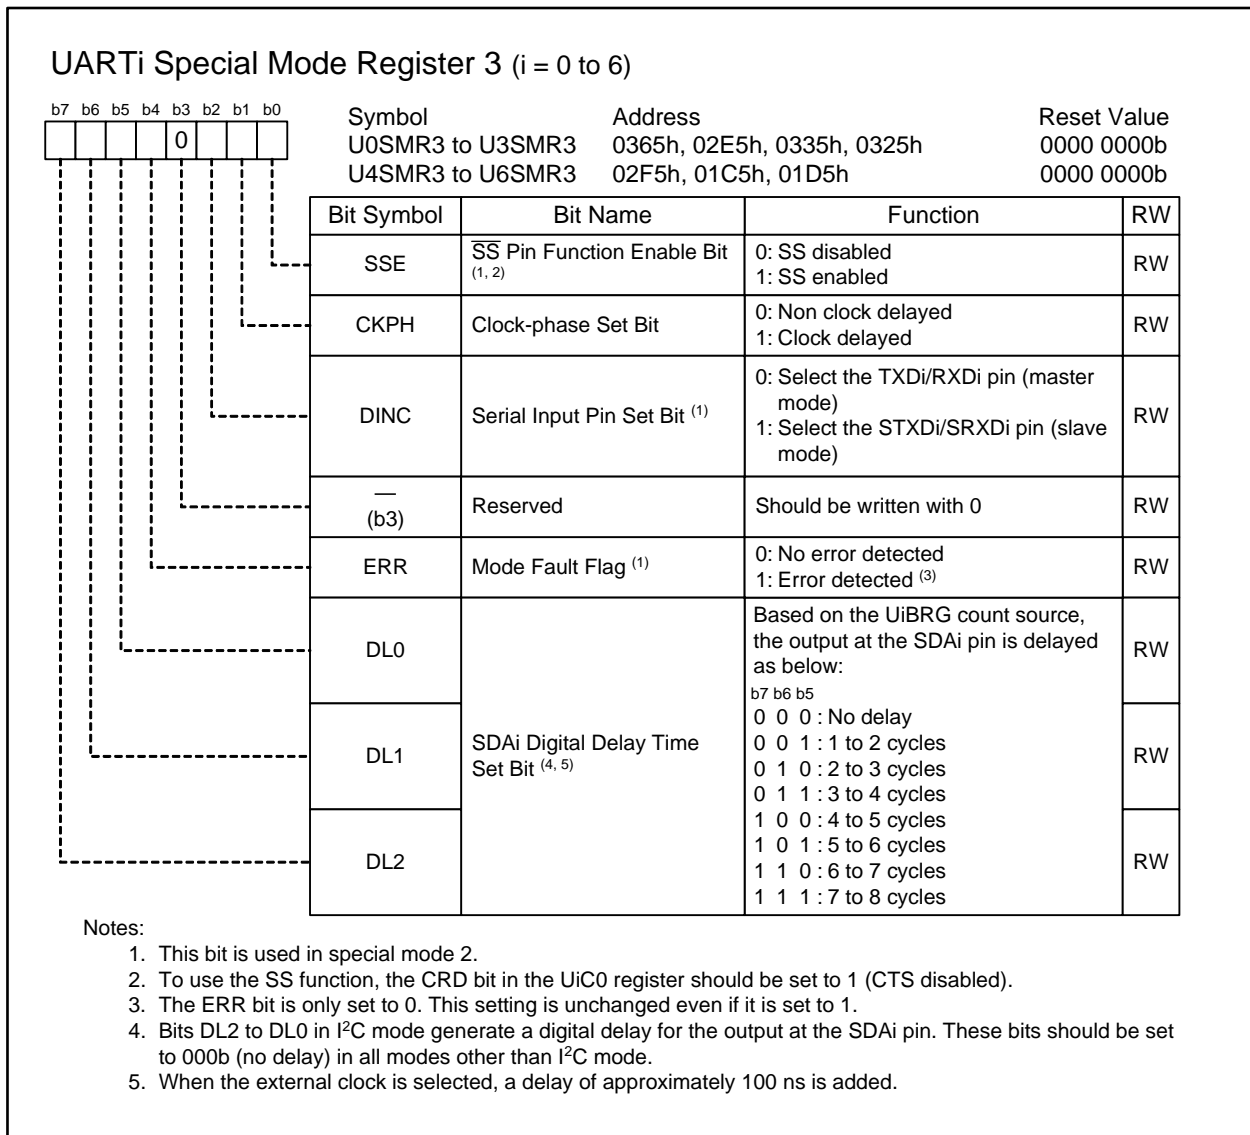 UARTi Special Mode Register 3 (i = 0 to 6)
b7 b6 b5 b4 b3 b2 b1 b0
0
Symbol Address Reset Value
U0SMR3 to U3SMR3 0365h, 02E5h, 0335h, 0325h 0000 0000b
U4SMR3 to U6SMR3 02F5h, 01C5h, 01D5h 0000 0000b
Bit Symbol Bit Name Function RW
SSE SS Pin Function Enable Bit (1, 2) 0: SS disabled RW
1: SS enabled
CKPH Clock-phase Set Bit 0: Non clock delayed RW
1: Clock delayed
DINC Serial Input Pin Set Bit (1) 0: Select the TXDi/RXDi pin (master RW
mode)
1: Select the STXDi/SRXDi pin (slave
mode)
— (b3) Reserved Should be written with 0 RW
ERR Mode Fault Flag (1) 0: No error detected RW
1: Error detected (3)
DL0 Based on the UiBRG count source, RW
the output at the SDAi pin is delayed
as below:
b7 b6 b5
0 0 0 : No delay
DL1 SDAi Digital Delay Time 0 0 1 : 1 to 2 cycles RW
Set Bit (4, 5) 0 1 0 : 2 to 3 cycles
0 1 1 : 3 to 4 cycles
1 0 0 : 4 to 5 cycles
DL2 1 0 1 : 5 to 6 cycles RW
1 1 0 : 6 to 7 cycles
1 1 1 : 7 to 8 cycles
Notes:
1. This bit is used in special mode 2.
2. To use the SS function, the CRD bit in the UiC0 register should be set to 1 (CTS disabled).
3. The ERR bit is only set to 0. This setting is unchanged even if it is set to 1.
4. Bits DL2 to DL0 in I²C mode generate a digital delay for the output at the SDAi pin. These bits should be set
to 000b (no delay) in all modes other than I²C mode.
5. When the external clock is selected, a delay of approximately 100 ns is added.